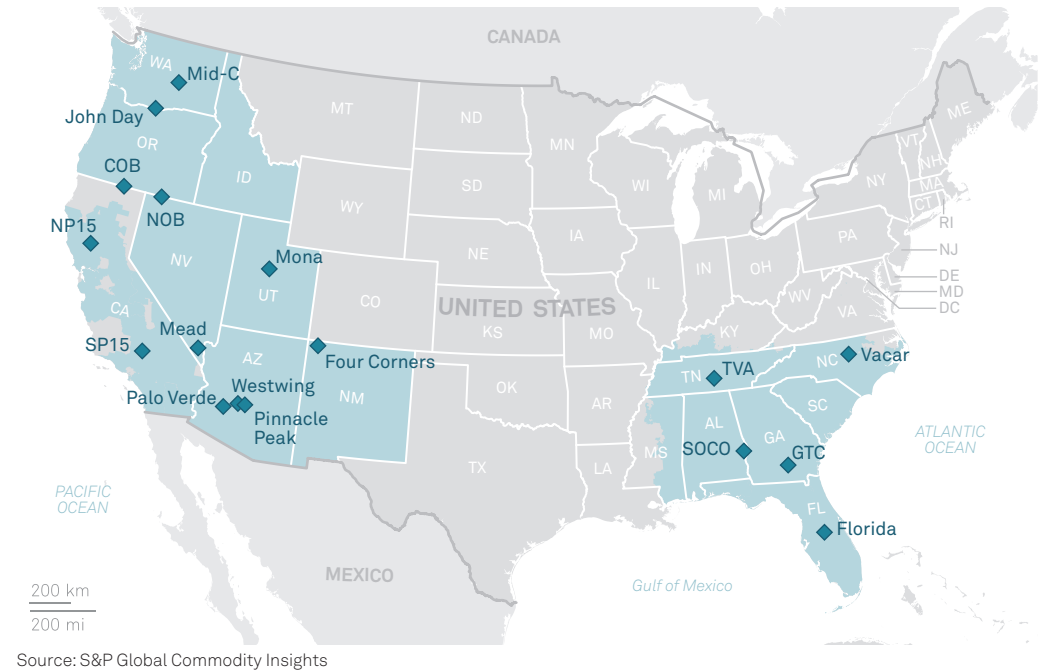 CANADA
WA
Mid-C
John Day
OR
COB
ID
NOB
NP15
NV
Mona
UT
CA
Mead
SP15
AZ
Four Corners
Westwing
Palo Verde
NM
Pinnacle
Peak
MT
ND
MN
SD
WY
WI
MI
NE
IA
CO
UNITED STATES
KS
MO
IL
IN
OH
OK
AR
TX
LA
MS
KY
WV
VA
PA
NY
VT
NH
ME
MA
CT
RI
NJ
DE
MD
DC
TN
TVA
NC
Vacar
SC
AL
GA
SOCO
GTC
FL
Florida
ATLANTIC
OCEAN
PACIFIC
OCEAN
MEXICO
Gulf of Mexico
200 km
200 mi
Source: S&P Global Commodity Insights